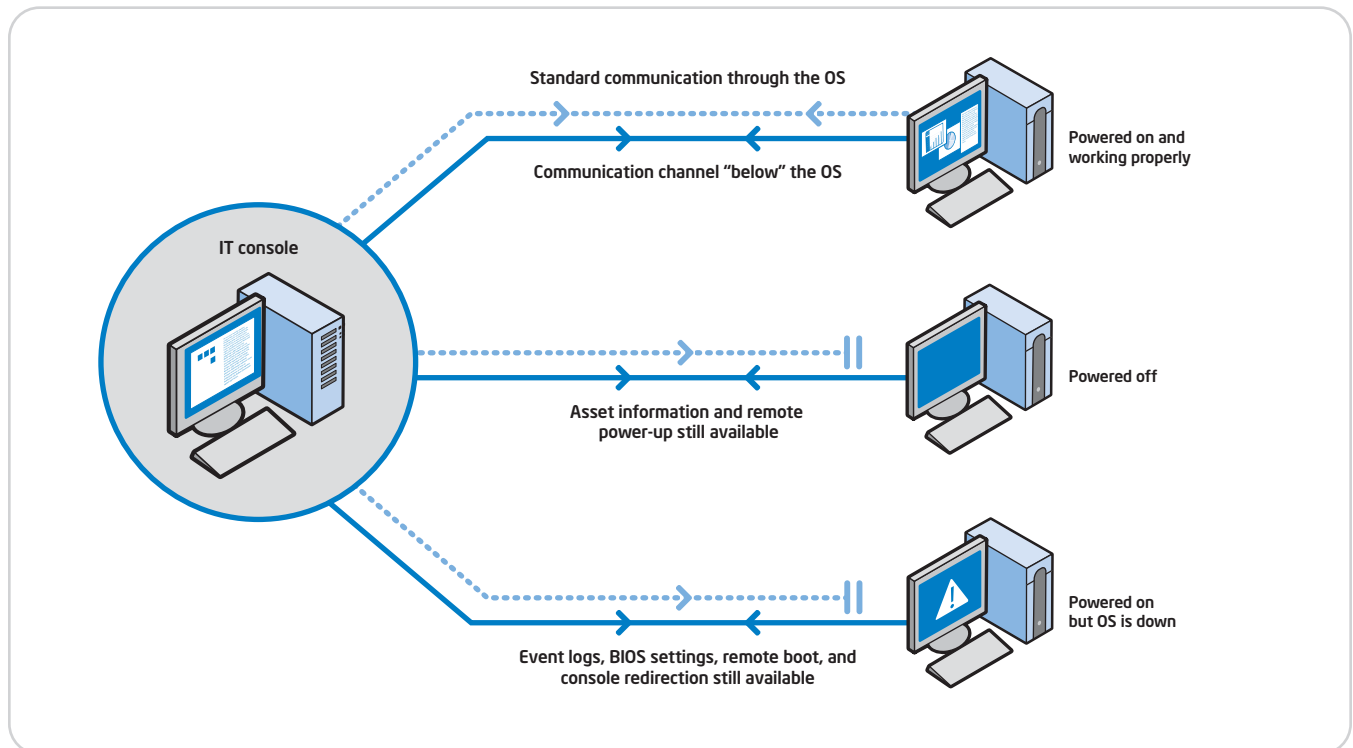 Standard communication through the OS
Communication channel “below” the OS
Powered on and
working properly
IT console
Asset information and remote
power-up still available
Powered off
Event logs, BIOS settings, remote boot, and
console redirection still available
Powered on
but OS is down